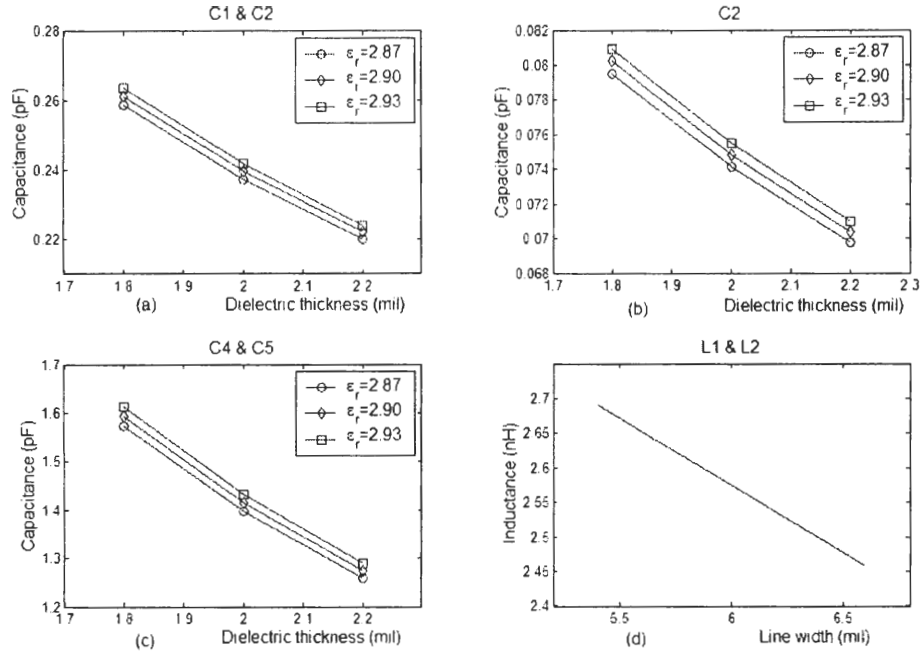 C1 & C2
0.28
0.26
0.24
0.22
Capacitance (pF)
εr=2.87
εr=2.90
εr=2.93
1.7 1.8 1.9 2 2.1 2.2
(a) Dielectric thickness (mil)
C2
0.082
0.08
0.078
0.076
0.074
0.072
0.07
0.068
Capacitance (pF)
εr=2.87
εr=2.90
εr=2.93
1.7 1.8 1.9 2 2.1 2.2 2.3
(b) Dielectric thickness (mil)
C4 & C5
1.7
1.6
1.5
1.4
1.3
1.2
Capacitance (pF)
εr=2.87
εr=2.90
εr=2.93
1.7 1.8 1.9 2 2.1 2.2
(c) Dielectric thickness (mil)
L1 & L2
2.7
2.65
2.6
2.55
2.5
2.45
2.4
Inductance (nH)
5.5 6 6.5
(d) Line width (mil)